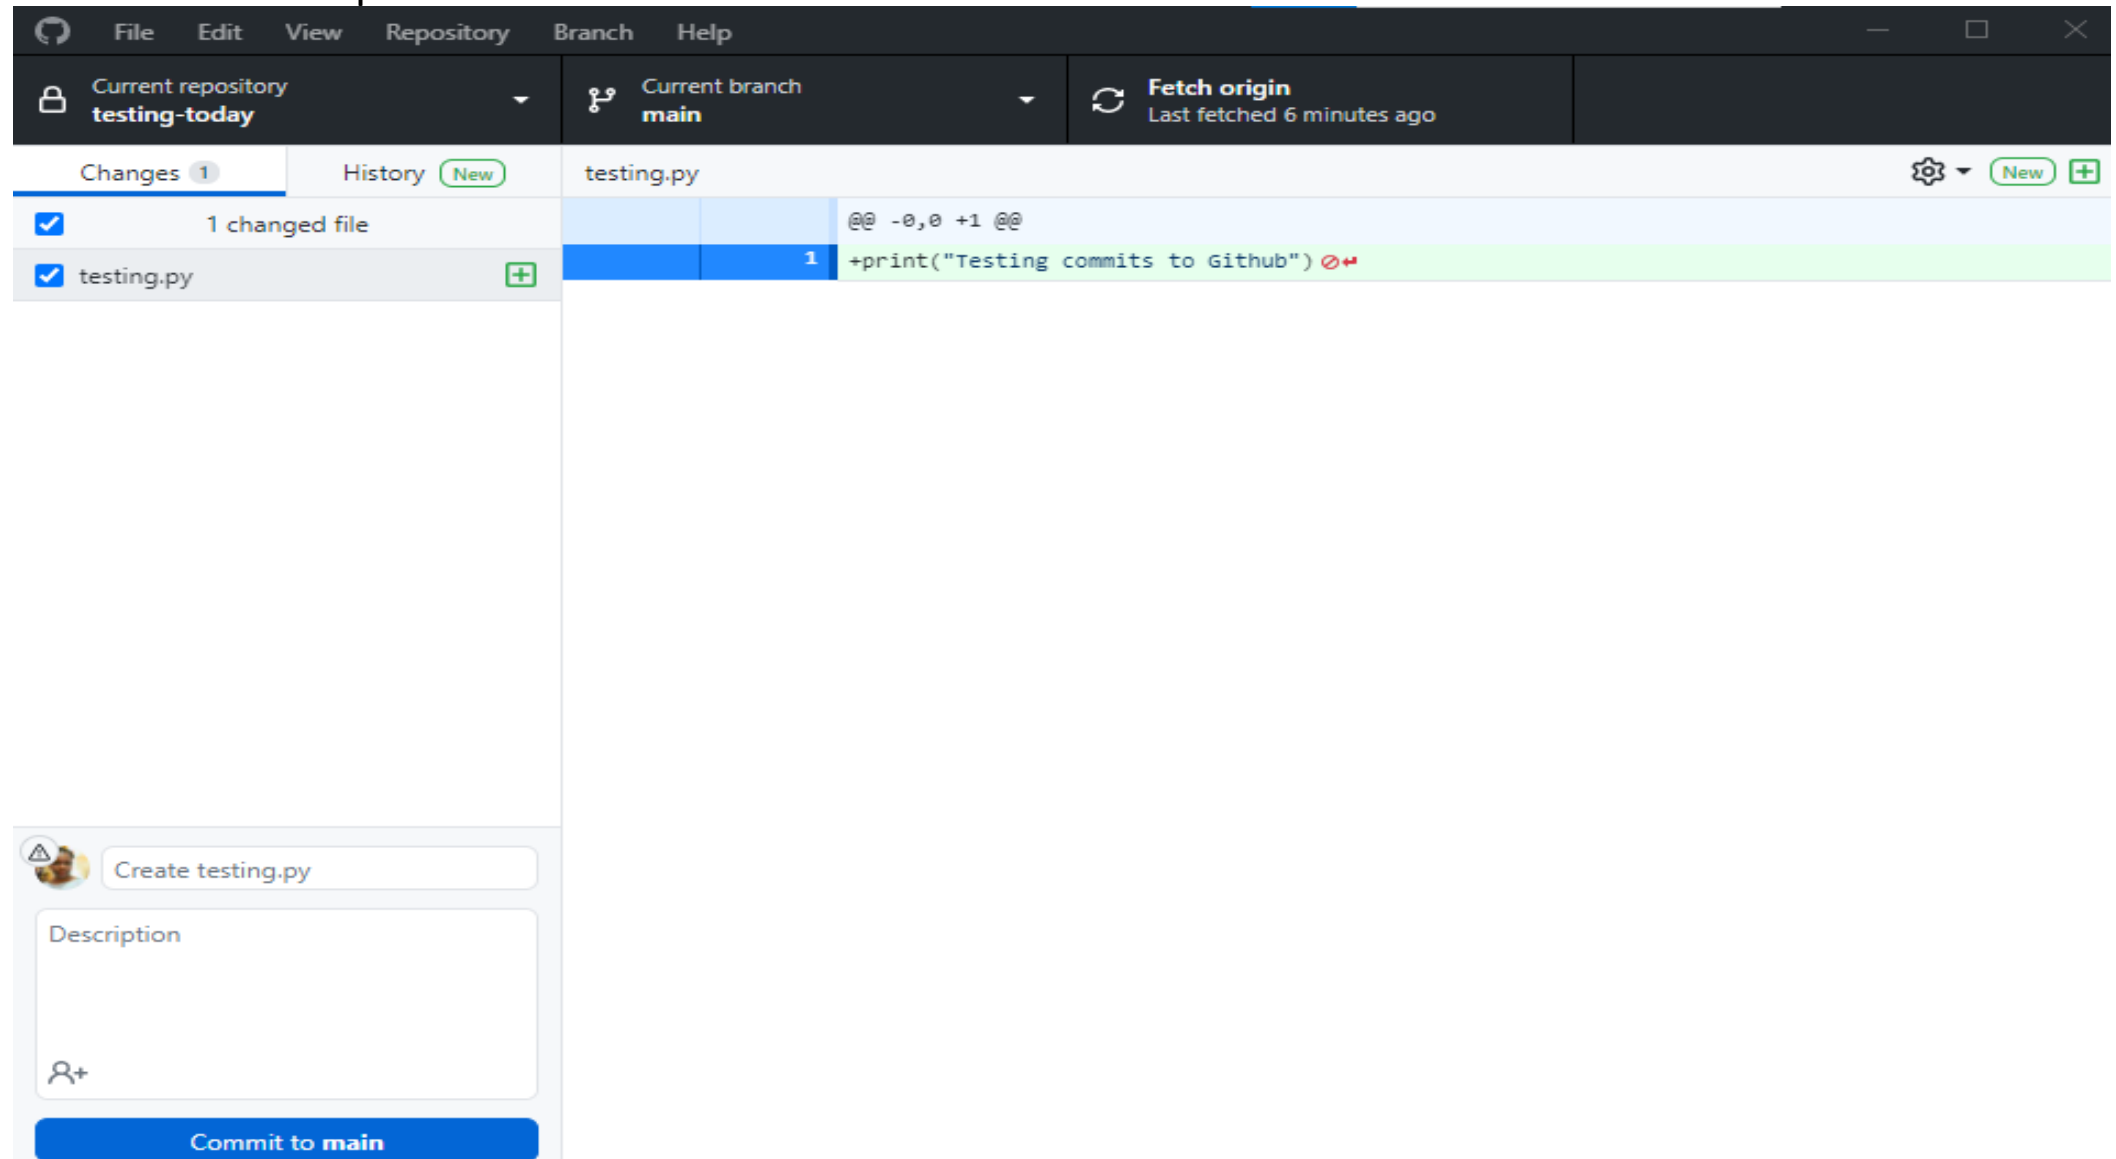 File Edit View Repository Branch Help
Current repository
testing-today
Current branch
main
Fetch origin
Last fetched 6 minutes ago
Changes 1
History New
testing.py
New
1 changed file
@@ -0,0 +1 @@
testing.py
1 +print("Testing commits to Github")
Create testing.py
Description
Commit to main